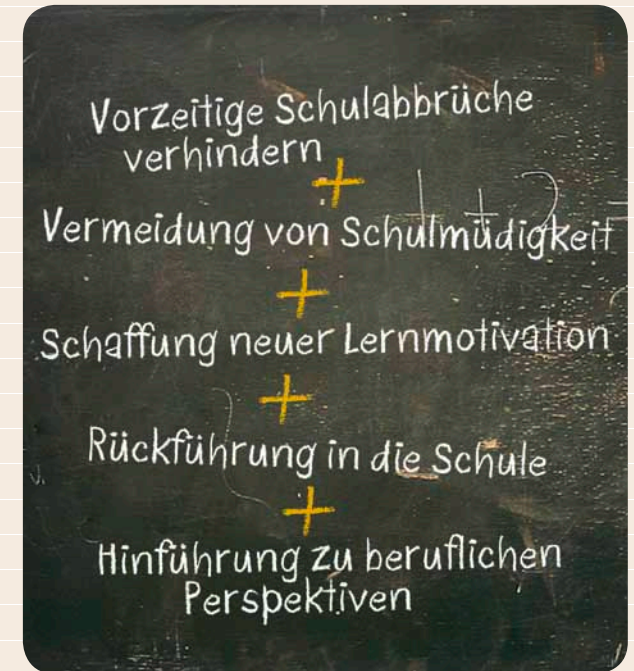 Vorzeitige Schulabbrüche
verhindern
+
Vermeidung von Schulmüdigkeit
+
Schaffung neuer Lernmotivation
+
Rückführung in die Schule
+
Hinführung zu beruflichen
Perspektiven